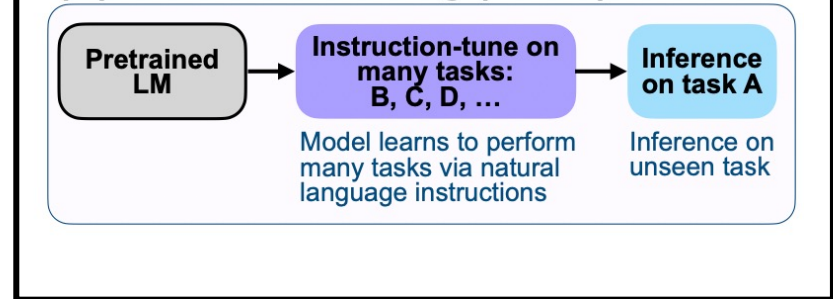 Pretrained
LM
Instruction-tune on
many tasks:
B, C, D, …
Inference
on task A
Model learns to perform
many tasks via natural
language instructions
Inference on
unseen task